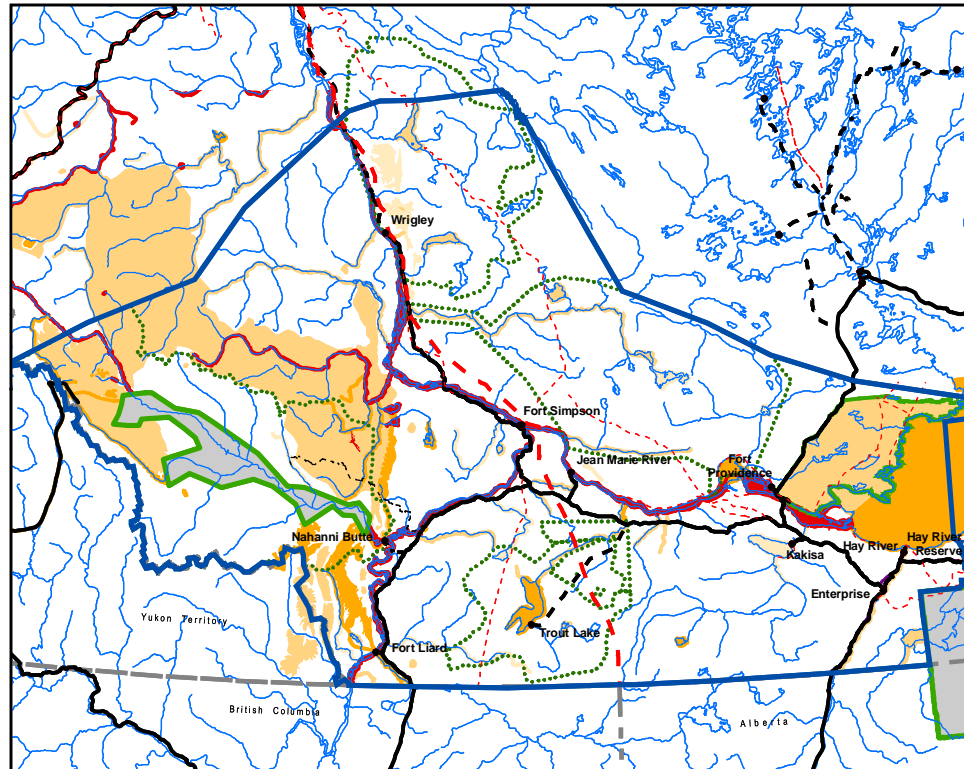 Wrigley
Fort Simpson
Jean Marie River
Fort
Providence
Nahanni Butte
Hay River
Hay River
Reserve
Kakisa
Enterprise
Yukon Territory
Trout Lake
Fort Liard
British Columbia
Alberta